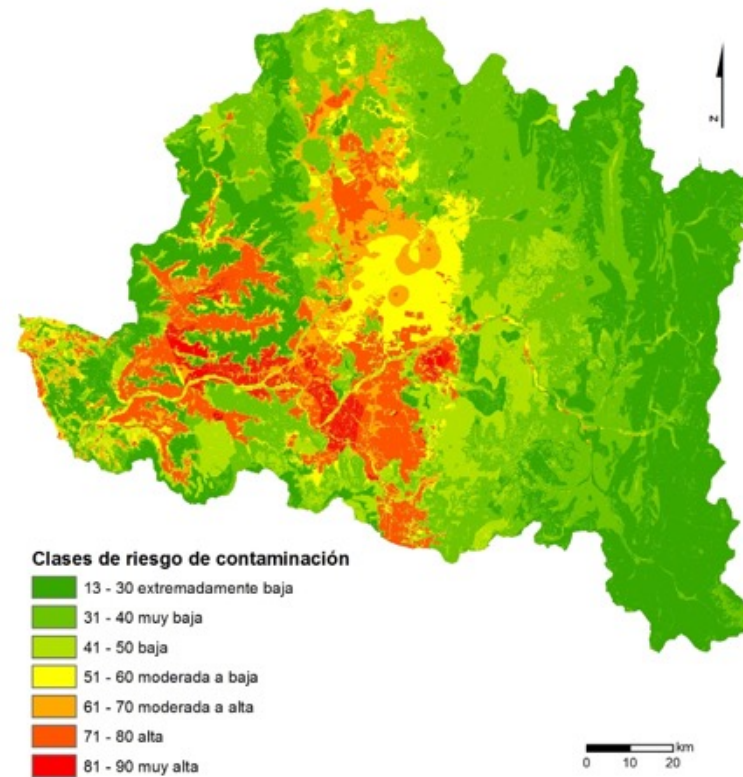 N
Clases de riesgo de contaminación
13 - 30 extremadamente baja
31 - 40 muy baja
41 - 50 baja
51 - 60 moderada a baja
61 - 70 moderada a alta
71 - 80 alta
81 - 90 muy alta
km
0 10 20